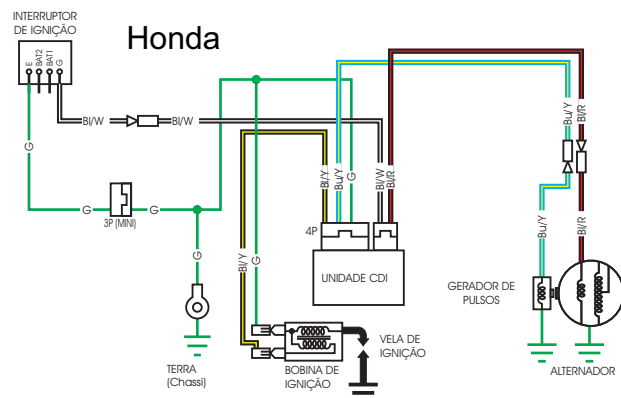 INTERRUPTOR
DE IGNIÇÃO
Honda
E
BAT2
BAT1
G
Bl/W
Bl/W
G
Bl/Y
Bu/Y
G
Bl/W
Bl/R
Bu/Y
Bl/R
G
3P (MINI)
G
G
4P
UNIDADE CDI
Bl/Y
G
Bu/Y
Bl/R
GERADOR DE
PULSOS
TERRA
(Chassi)
BOBINA DE
IGNIÇÃO
VELA DE
IGNIÇÃO
ALTERNADOR
G